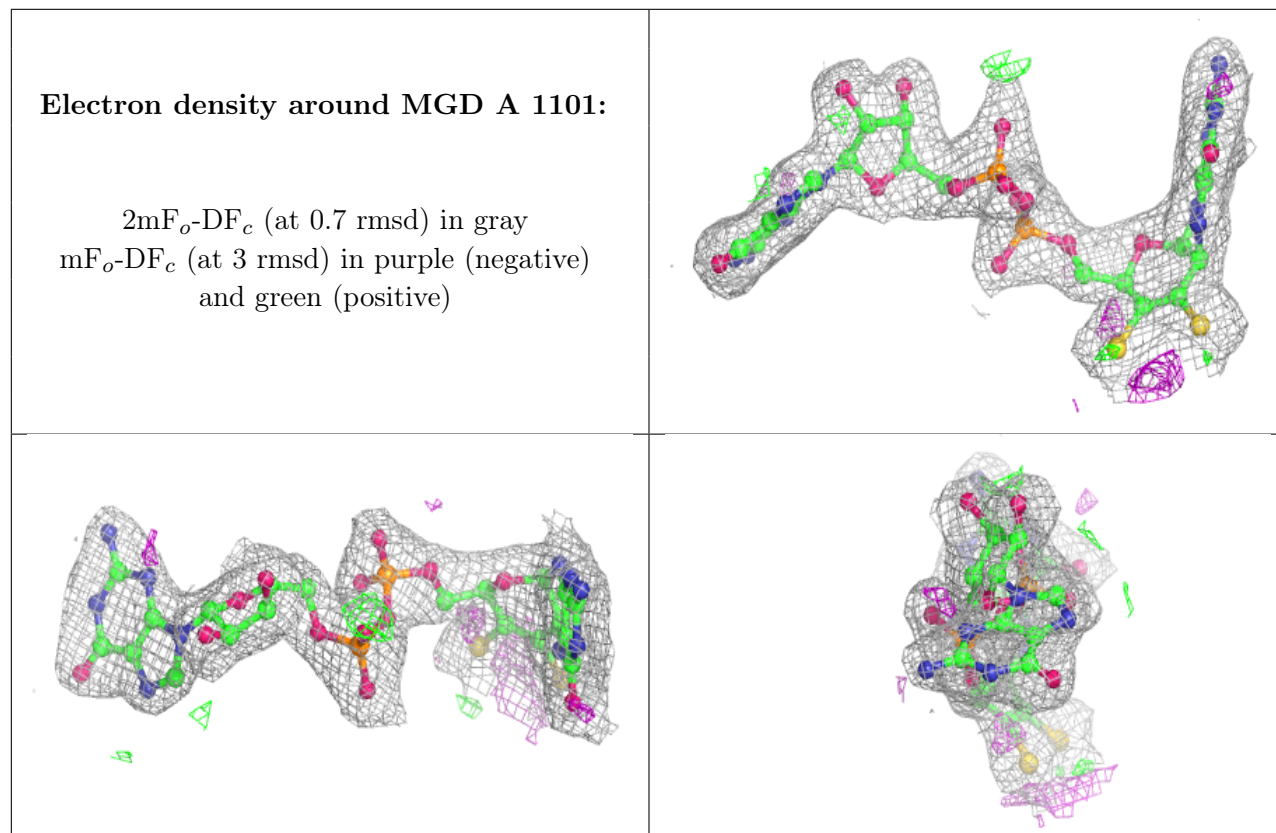 Electron density around MGD A 1101:
2mFo-DFc (at 0.7 rmsd) in gray
mFo-DFc (at 3 rmsd) in purple (negative)
and green (positive)